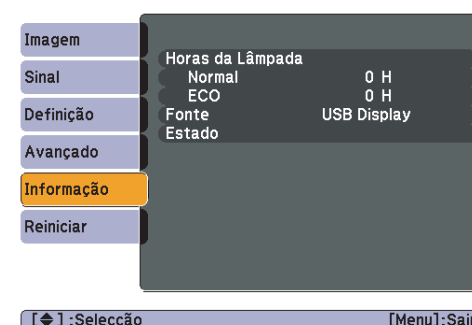 Imagem
Sinal
Definição
Avançado
Informação
Reiniciar
Horas da Lâmpada
Normal 0 H
ECO 0 H
Fonte USB Display
Estado
[ ] :Selecção [Menu]:Sair